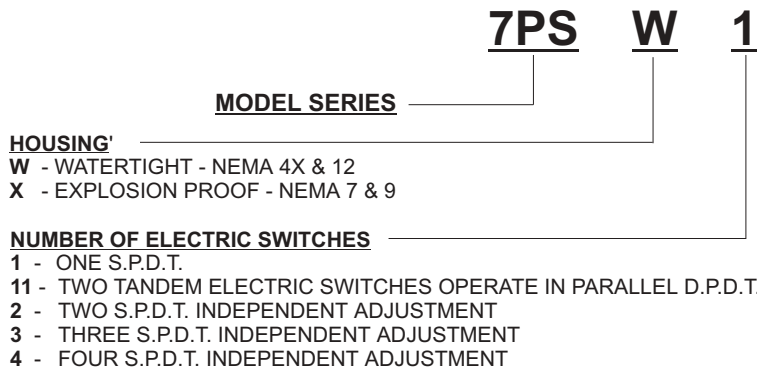 7PS W 1
MODEL SERIES
HOUSING'
W - WATERTIGHT - NEMA 4X & 12
X - EXPLOSION PROOF - NEMA 7 & 9
NUMBER OF ELECTRIC SWITCHES
1 - ONE S.P.D.T.
11 - TWO TANDEM ELECTRIC SWITCHES OPERATE IN PARALLEL D.P.D.T.
2 - TWO S.P.D.T. INDEPENDENT ADJUSTMENT
3 - THREE S.P.D.T. INDEPENDENT ADJUSTMENT
4 - FOUR S.P.D.T. INDEPENDENT ADJUSTMENT